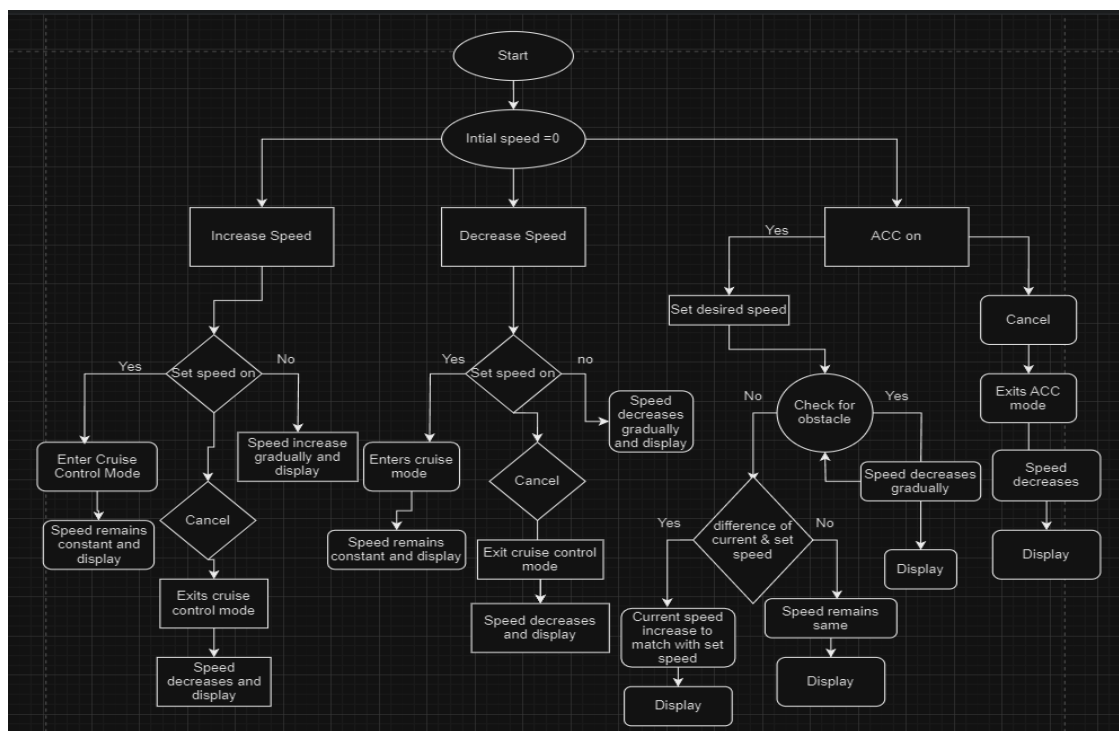 Start
Intial speed =0
Increase Speed
Decrease Speed
Yes
ACC on
Set desired speed
Cancel
Yes
Set speed on
No
Yes
Set speed on
no
Speed
decreases
gradually
and display
No
Check for
obstacle
Yes
Exits ACC
mode
Enter Cruise
Control Mode
Speed increase
gradually and
display
Enters cruise
mode
Cancel
Speed decreases
gradually
Speed
decreases
Speed remains
constant and
display
Cancel
Speed remains
constant and display
Exit cruise control
mode
Yes
difference of
current & set
speed
No
Display
Display
Exits cruise
control mode
Speed decreases
and display
Current speed
increase to
match with set
speed
Speed remains
same
Speed
decreases and
display
Display
Display